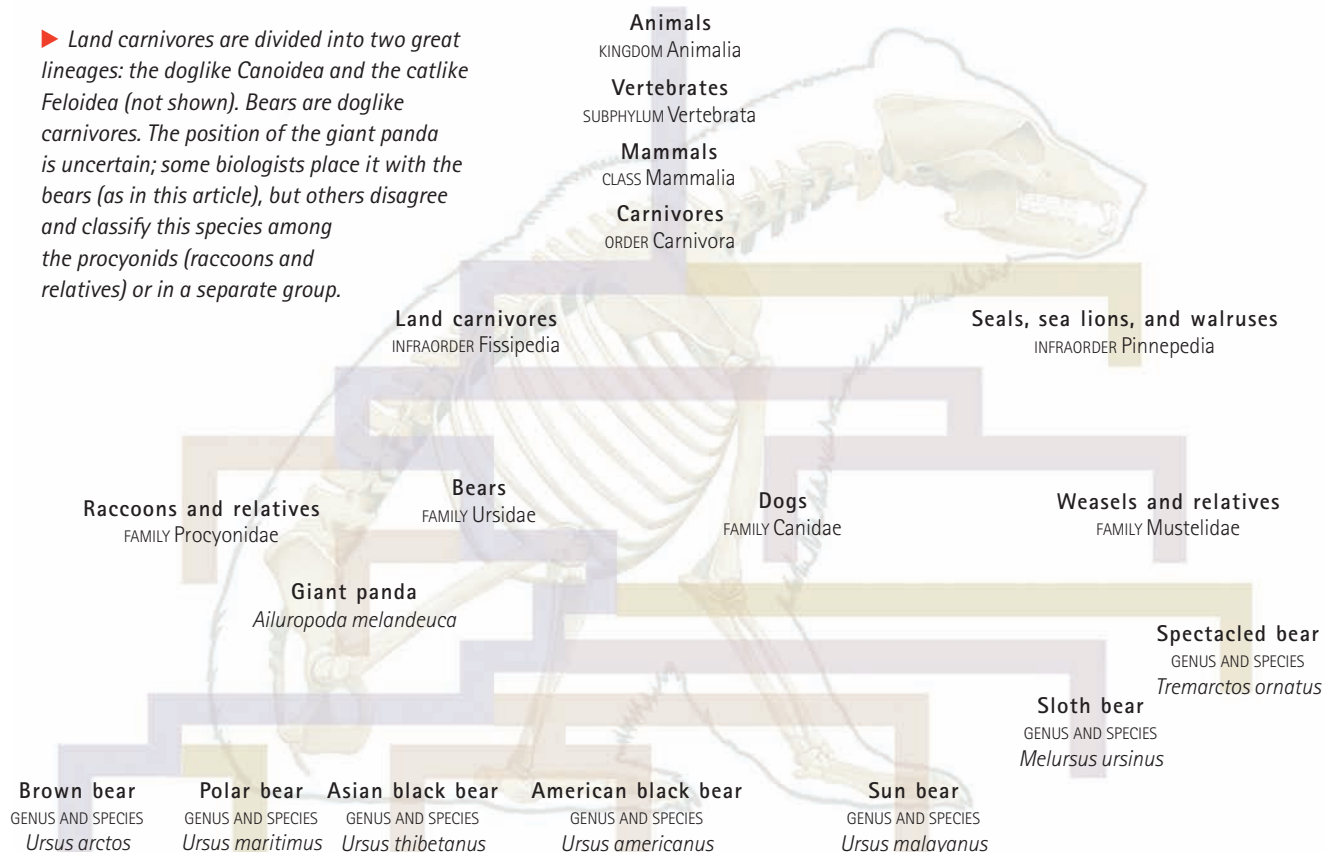 ▶ Land carnivores are divided into two great
lineages: the doglike Canoidea and the catlike
Feloidea (not shown). Bears are doglike
carnivores. The position of the giant panda
is uncertain; some biologists place it with the
bears (as in this article), but others disagree
and classify this species among
the procyonids (raccoons and
relatives) or in a separate group.
Animals
KINGDOM Animalia
Vertebrates
SUBPHYLUM Vertebrata
Mammals
CLASS Mammalia
Carnivores
ORDER Carnivora
Land carnivores
INFRAORDER Fissipedia
Seals, sea lions, and walruses
INFRAORDER Pinnepedia
Raccoons and relatives
FAMILY Procyonidae
Bears
FAMILY Ursidae
Dogs
FAMILY Canidae
Weasels and relatives
FAMILY Mustelidae
Giant panda
Ailuropoda melandeuca
Spectacled bear
GENUS AND SPECIES
Tremarctos ornatus
Sloth bear
GENUS AND SPECIES
Melursus ursinus
Brown bear
GENUS AND SPECIES
Ursus arctos
Polar bear
GENUS AND SPECIES
Ursus maritimus
Asian black bear
GENUS AND SPECIES
Ursus thibetanus
American black bear
GENUS AND SPECIES
Ursus americanus
Sun bear
GENUS AND SPECIES
Ursus malayanus